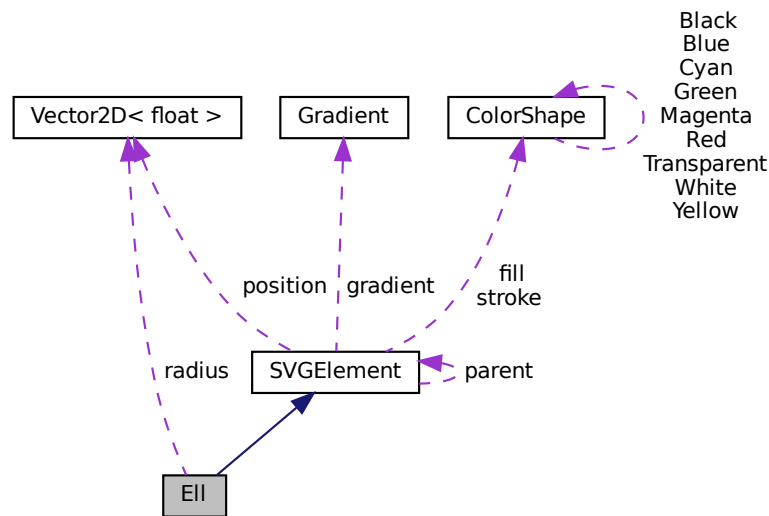 Black
Blue
Cyan
Green
Magenta
Red
Transparent
White
Yellow
Vector2D< float >
Gradient
ColorShape
position
gradient
fill
stroke
radius
SVGElement
parent
Ell